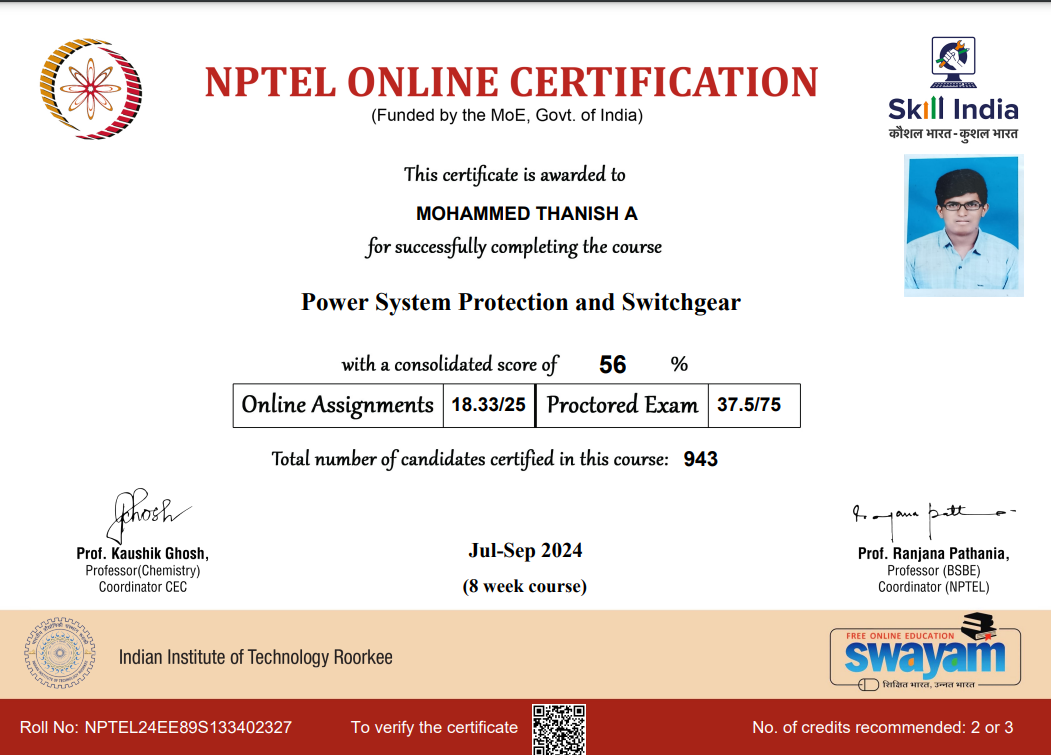 NPTEL ONLINE CERTIFICATION
(Funded by the MoE, Govt. of India)
Skill India
कौशल भारत - कुशल भारत
This certificate is awarded to
MOHAMMED THANISH A
for successfully completing the course
Power System Protection and Switchgear
with a consolidated score of 56 %
Online Assignments 18.33/25 Proctored Exam 37.5/75
Total number of candidates certified in this course: 943
Prof. Kaushik Ghosh,
Professor(Chemistry)
Coordinator CEC
Jul-Sep 2024
(8 week course)
Prof. Ranjana Pathania,
Professor (BSBE)
Coordinator (NPTEL)
Indian Institute of Technology Roorkee
FREE ONLINE EDUCATION
swayam
शिक्षित भारत, उन्नत भारत
Roll No: NPTEL24EE89S133402327
To verify the certificate
No. of credits recommended: 2 or 3